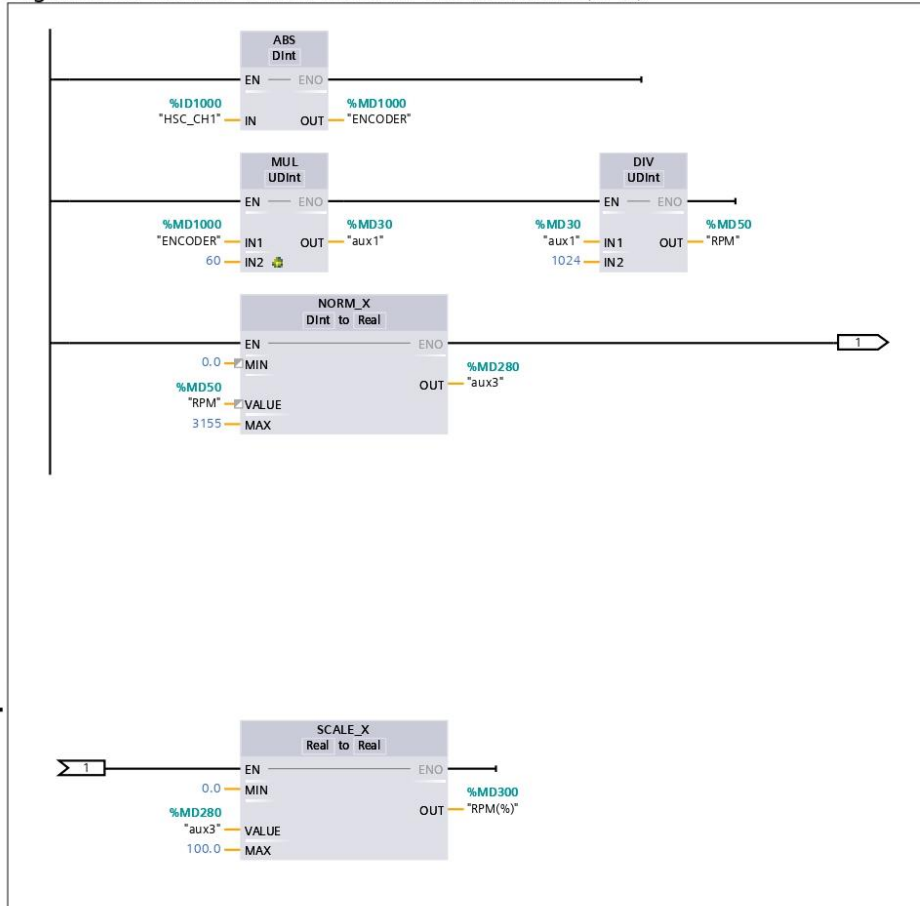 ABS
DInt
EN ENO
%ID1000 %MD1000
"HSC_CH1" IN OUT "ENCODER"
MUL DIV
UDInt UDInt
EN ENO EN ENO
%MD1000 %MD30 %MD30 %MD50
"ENCODER" IN1 OUT "aux1" "aux1" IN1 OUT "RPM"
60 IN2 1024 IN2
NORM_X
DInt to Real
EN ENO 1
0.0 MIN
%MD280
OUT "aux3"
%MD50
"RPM" VALUE
3155 MAX
SCALE_X
Real to Real
1 EN ENO
0.0 MIN
%MD300
OUT "RPM(%)"
%MD280
"aux3" VALUE
100.0 MAX